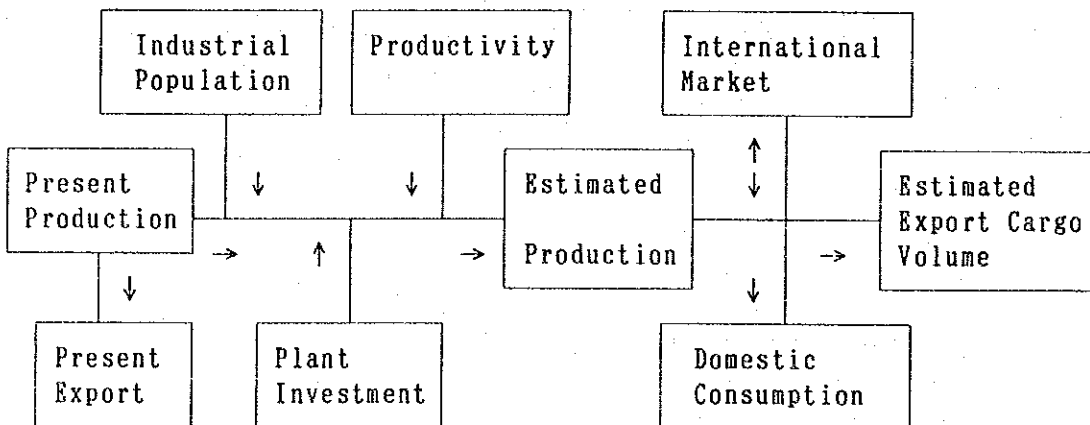 Industrial
Population
Productivity
International
Market
Present
Production
Estimated
Production
Estimated
Export Cargo
Volume
Present
Export
Plant
Investment
Domestic
Consumption